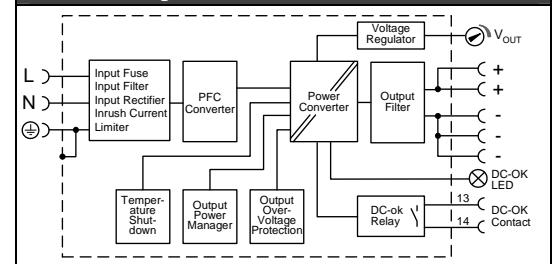 Voltage
Regulator
V OUT
L
N
Input Fuse
Input Filter
Input Rectifier
Inrush Current
Limiter
PFC
Converter
Power
Converter
Output
Filter
+
+
-
-
-
DC-OK
LED
Temper-
ature
Shut-
down
Output
Power
Manager
Output
Over-
Voltage
Protection
DC-ok
Relay
13
14
DC-OK
Contact